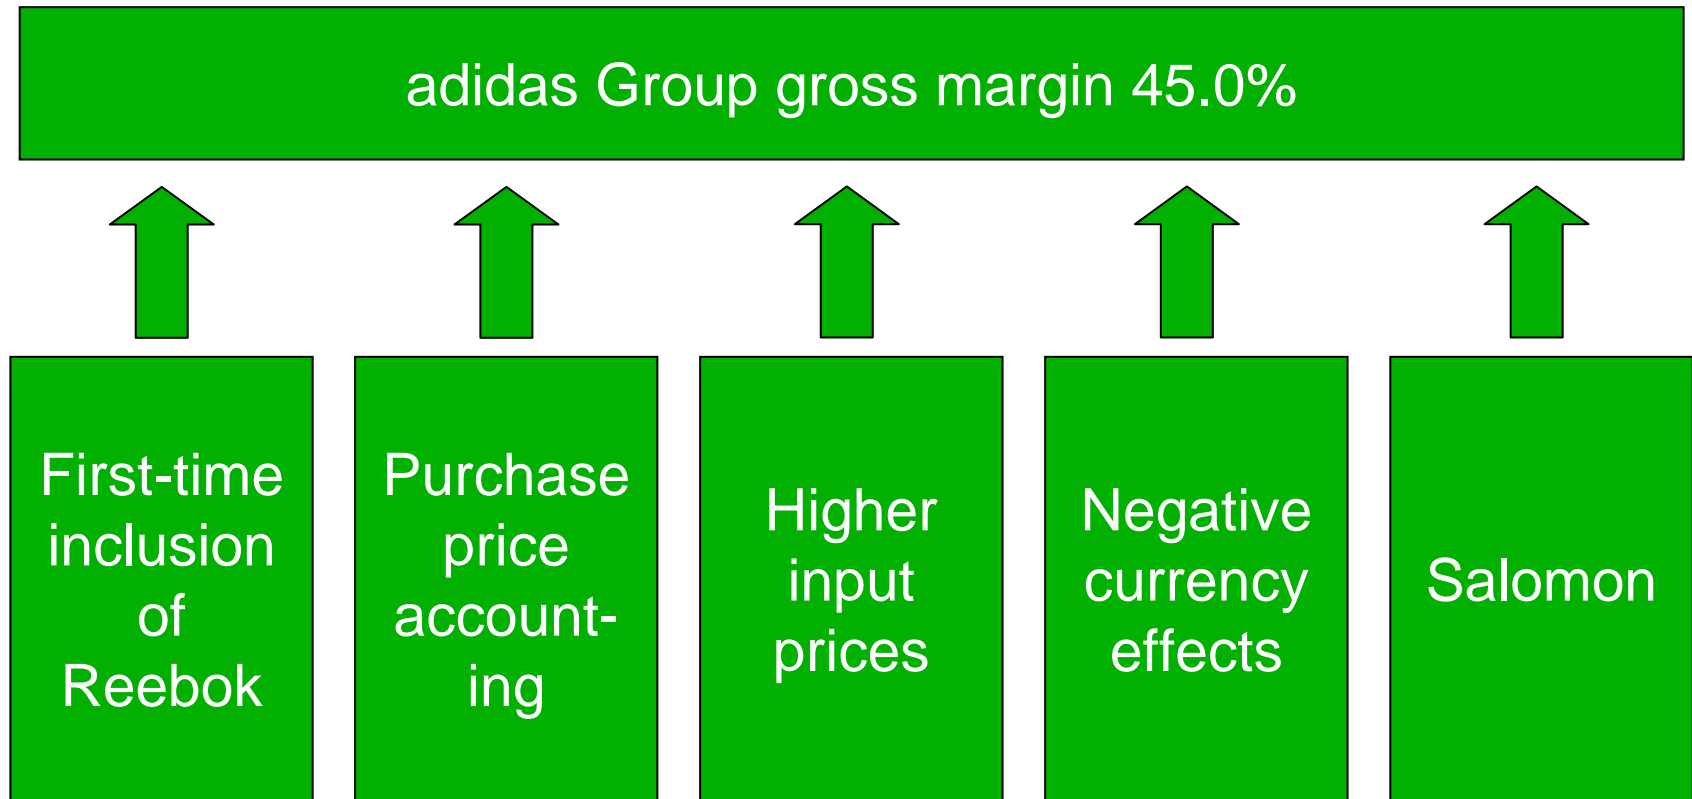 adidas Group gross margin 45.0%
First-time
inclusion
of
Reebok
Purchase
price
account-
ing
Higher
input
prices
Negative
currency
effects
Salomon